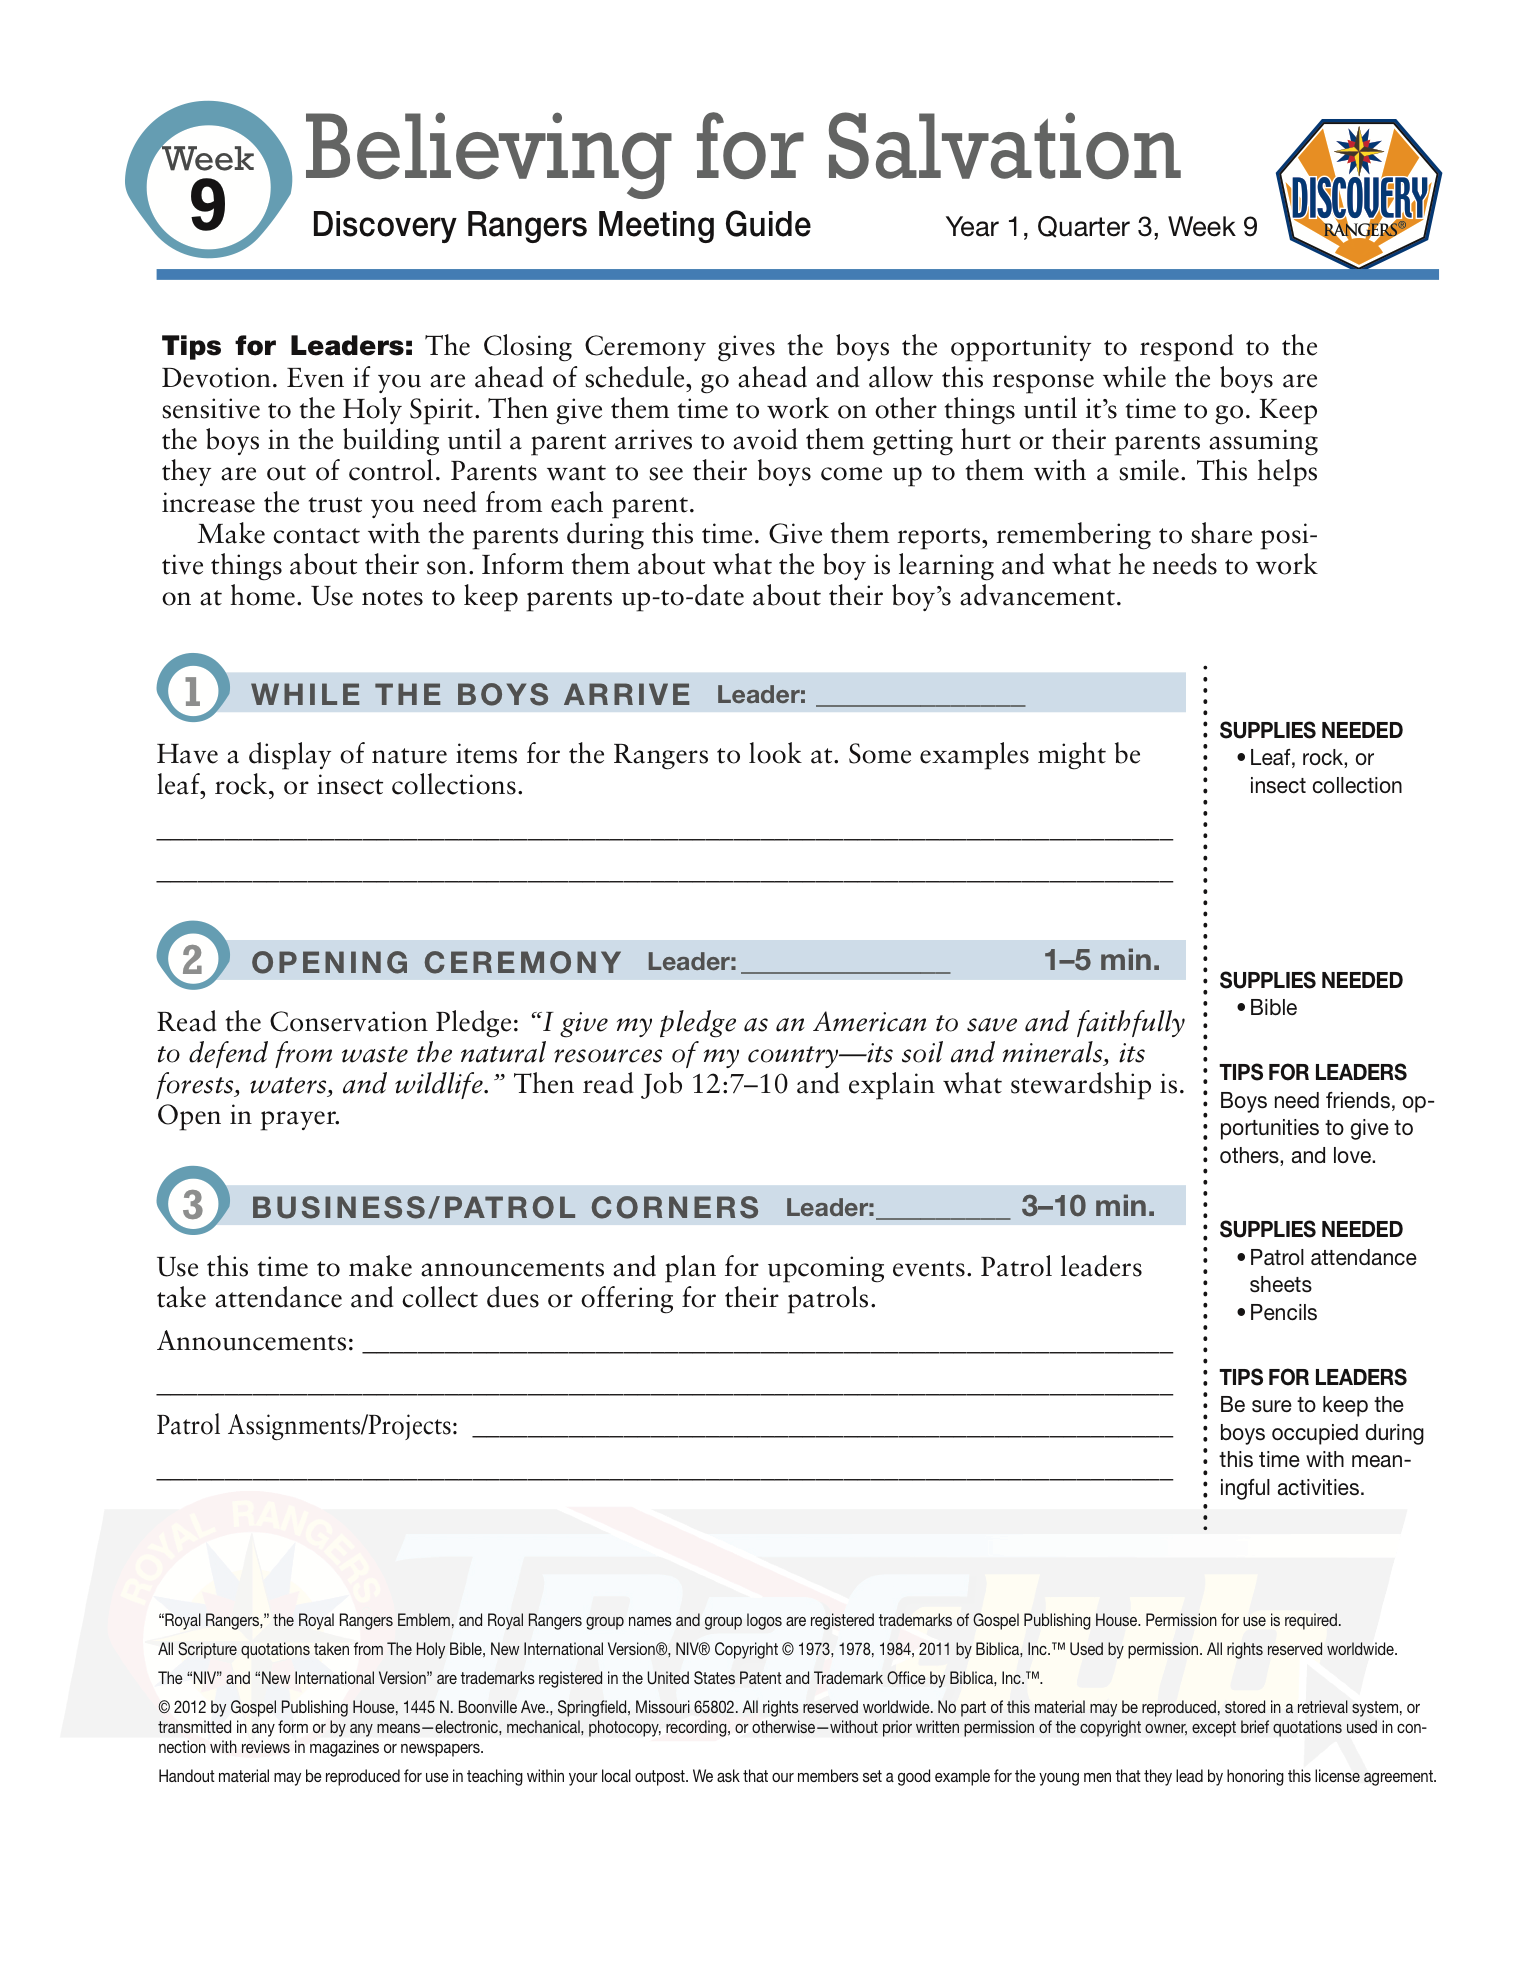 Week
9
Believing for Salvation
Discovery Rangers Meeting Guide
Year 1, Quarter 3, Week 9
DISCOVERY
RANGERS®
Tips for Leaders: The Closing Ceremony gives the boys the opportunity to respond to the
Devotion. Even if you are ahead of schedule, go ahead and allow this response while the boys are
sensitive to the Holy Spirit. Then give them time to work on other things until it’s time to go. Keep
the boys in the building until a parent arrives to avoid them getting hurt or their parents assuming
they are out of control. Parents want to see their boys come up to them with a smile. This helps
increase the trust you need from each parent.
Make contact with the parents during this time. Give them reports, remembering to share posi-
tive things about their son. Inform them about what the boy is learning and what he needs to work
on at home. Use notes to keep parents up-to-date about their boy’s advancement.
1 WHILE THE BOYS ARRIVE Leader: ______________
Have a display of nature items for the Rangers to look at. Some examples might be
leaf, rock, or insect collections.
SUPPLIES NEEDED
• Leaf, rock, or
insect collection
2 OPENING CEREMONY Leader: ______________ 1–5 min.
Read the Conservation Pledge: “I give my pledge as an American to save and faithfully
to defend from waste the natural resources of my country—its soil and minerals, its
forests, waters, and wildlife.” Then read Job 12:7–10 and explain what stewardship is.
Open in prayer.
SUPPLIES NEEDED
• Bible
TIPS FOR LEADERS
Boys need friends, op-
portunities to give to
others, and love.
3 BUSINESS/PATROL CORNERS Leader:_________ 3–10 min.
Use this time to make announcements and plan for upcoming events. Patrol leaders
take attendance and collect dues or offering for their patrols.
Announcements:
Patrol Assignments/Projects:
SUPPLIES NEEDED
• Patrol attendance
sheets
• Pencils
TIPS FOR LEADERS
Be sure to keep the
boys occupied during
this time with mean-
ingful activities.
ROYAL RANGERS
TRaClub
“Royal Rangers,” the Royal Rangers Emblem, and Royal Rangers group names and group logos are registered trademarks of Gospel Publishing House. Permission for use is required.
All Scripture quotations taken from The Holy Bible, New International Version®, NIV® Copyright © 1973, 1978, 1984, 2011 by Biblica, Inc.™ Used by permission. All rights reserved worldwide.
The “NIV” and “New International Version” are trademarks registered in the United States Patent and Trademark Office by Biblica, Inc.™.
© 2012 by Gospel Publishing House, 1445 N. Boonville Ave., Springfield, Missouri 65802. All rights reserved worldwide. No part of this material may be reproduced, stored in a retrieval system, or
transmitted in any form or by any means—electronic, mechanical, photocopy, recording, or otherwise—without prior written permission of the copyright owner, except brief quotations used in con-
nection with reviews in magazines or newspapers.
Handout material may be reproduced for use in teaching within your local outpost. We ask that our members set a good example for the young men that they lead by honoring this license agreement.